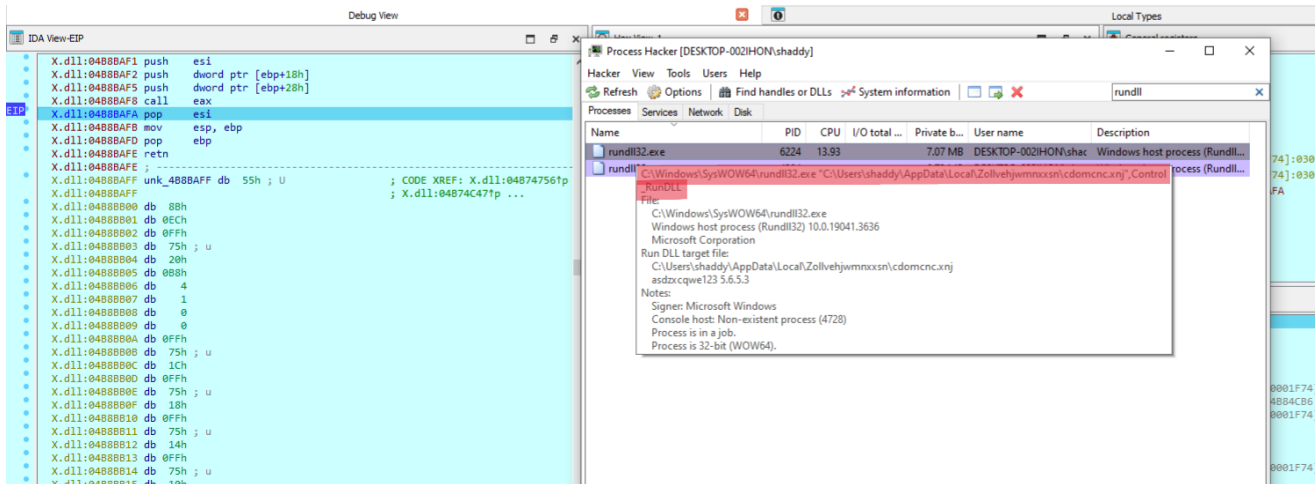 Debug View
Local Types
IDA View-EIP
X.dll:04B8BAF1 push esi
X.dll:04B8BAF2 push dword ptr [ebp+18h]
X.dll:04B8BAF5 push dword ptr [ebp+28h]
X.dll:04B8BAF8 call eax
EIP X.dll:04B8BAFA pop esi
X.dll:04B8BAFB mov esp, ebp
X.dll:04B8BAFD pop ebp
X.dll:04B8BAFE retn
X.dll:04B8BAFE ; ---------------------------------------------------------------
X.dll:04B8BAFF unk_4B8BAFF db 55h ; U ; CODE XREF: X.dll:04B74756↑p
X.dll:04B8BAFF ; X.dll:04B74C47↑p ...
X.dll:04B8BB00 db 8Bh
X.dll:04B8BB01 db 0ECh
X.dll:04B8BB02 db 0FFh
X.dll:04B8BB03 db 75h ; u
X.dll:04B8BB04 db 20h
X.dll:04B8BB05 db 0B8h
X.dll:04B8BB06 db 4
X.dll:04B8BB07 db 1
X.dll:04B8BB08 db 0
X.dll:04B8BB09 db 0
X.dll:04B8BB0A db 0FFh
X.dll:04B8BB0B db 75h ; u
X.dll:04B8BB0C db 1Ch
X.dll:04B8BB0D db 0FFh
X.dll:04B8BB0E db 75h ; u
X.dll:04B8BB0F db 18h
X.dll:04B8BB10 db 0FFh
X.dll:04B8BB11 db 75h ; u
X.dll:04B8BB12 db 14h
X.dll:04B8BB13 db 0FFh
X.dll:04B8BB14 db 75h ; u
Process Hacker [DESKTOP-002IHON\shaddy]
Hacker View Tools Users Help
Refresh Options Find handles or DLLs System information rundll
Processes Services Network Disk
Name PID CPU I/O total ... Private b... User name Description
rundll32.exe 6224 13.93 7.07 MB DESKTOP-002IHON\shac Windows host process (Rundll...
C:\Windows\SysWOW64\rundll32.exe "C:\Users\shaddy\AppData\Local\Zollvehjwmnxxsn\cdomcnc.xnj",Control
_RunDLL
File:
C:\Windows\SysWOW64\rundll32.exe
Windows host process (Rundll32) 10.0.19041.3636
Microsoft Corporation
Run DLL target file:
C:\Users\shaddy\AppData\Local\Zollvehjwmnxxsn\cdomcnc.xnj
asdzxcqwe123 5.6.5.3
Notes:
Signer: Microsoft Windows
Console host: Non-existent process (4728)
Process is in a job.
Process is 32-bit (WOW64).
74]:030
74]:030
FA
0001F74
4B84CB6
0001F74
0001F74